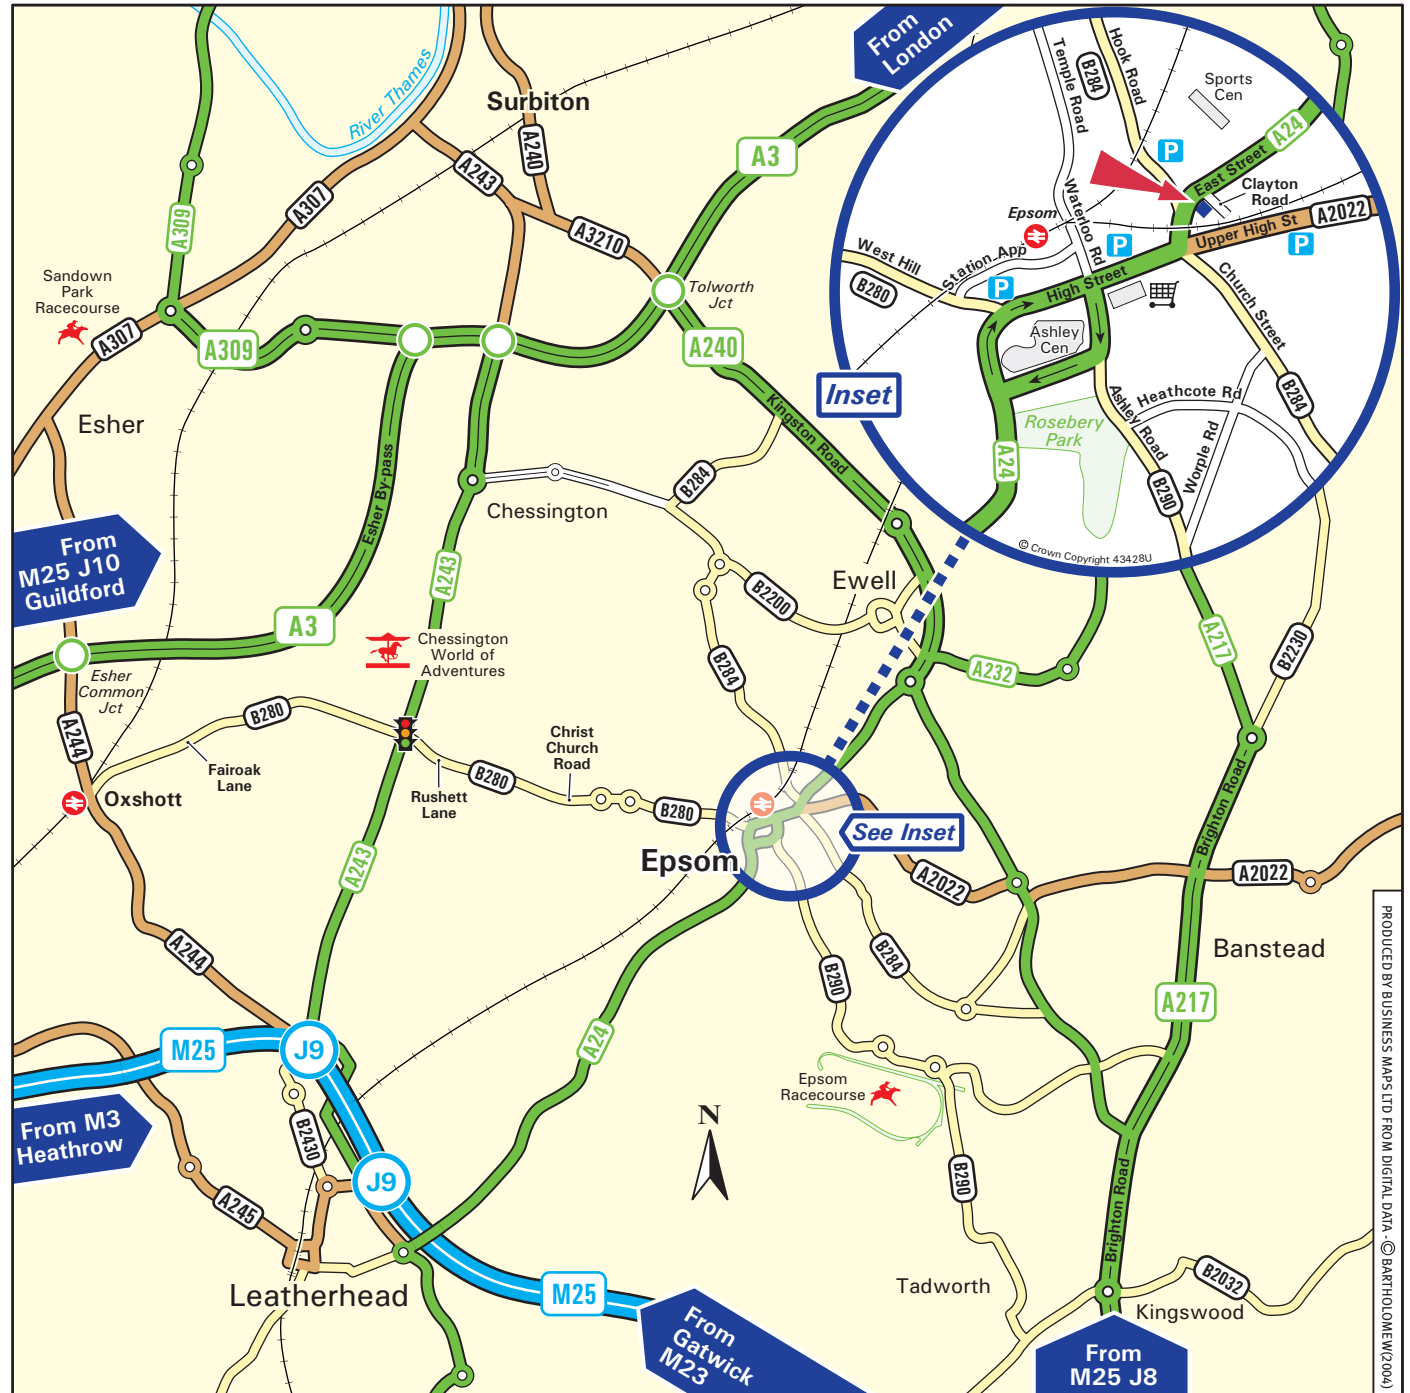 From
London
River Thames
Surbiton
A240
A243
A3
A307
A3210
A309
Sandown
Park
Racecourse
A307
A309
Tolworth
Jct
A240
Esher
Esher By-pass
Kingston Road
B284
Chessington
From
M25 J10
Guildford
A243
B2200
Ewell
A3
Chessington
World of
Adventures
Esher
Common
Jct
B284
A232
A217
B2230
A244
B280
Fairoak
Lane
Oxshott
Rushett
Lane
B280
Christ
Church
Road
B280
Epsom
See Inset
Brighton Road
A2022
A2022
A243
A244
B284
B290
Banstead
A217
A24
M25
J9
From M3
Heathrow
B2430
J9
A245
Leatherhead
M25
From
Gatwick
M23
N
Epsom
Racecourse
B290
Brighton Road
Tadworth
B2032
Kingswood
From
M25 J8
Inset
Temple Road
B284
Hook Road
Sports
Cen
A24
East Street
Clayton
Road
A2022
Upper High St
P
Epsom
Waterloo Rd
P
P
West Hill
B280
Station App
P
High Street
Church Street
Ashley
Cen
B284
Ashley Road
Heathcote Rd
Rosebery
Park
Worple Rd
A24
B290
© Crown Copyright 43428U
PRODUCED BY BUSINESS MAPS LTD FROM DIGITAL DATA - © BARTHOLOMEW(2004)